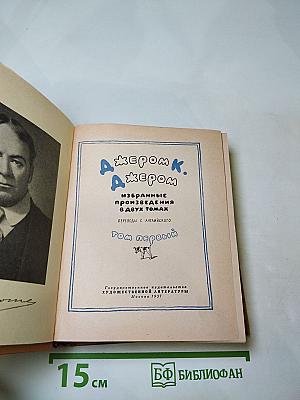 Джером К.
Джером
избранные
произведения
в двух томах
перевод с английского
том первый
Государственное издательство
ХУДОЖЕСТВЕННОЙ ЛИТЕРАТУРЫ
Москва 1957
15 см
БФ БИБЛИОФАН